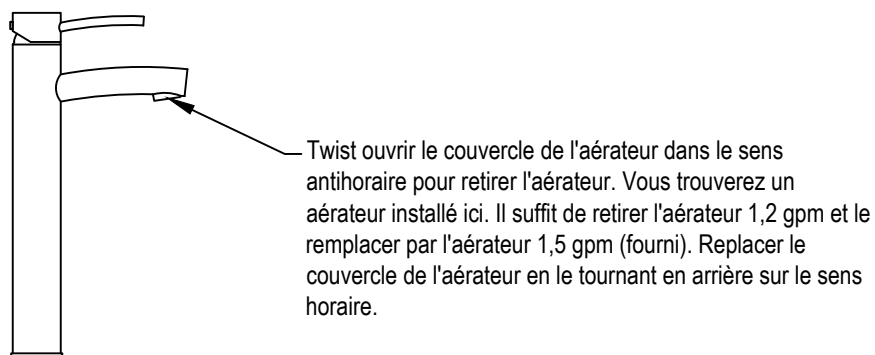 Twist ouvrir le couvercle de l'aérateur dans le sens
antihoraire pour retirer l'aérateur. Vous trouverez un
aérateur installé ici. Il suffit de retirer l'aérateur 1,2 gpm et le
remplacer par l'aérateur 1,5 gpm (fourni). Replacer le
couvercle de l'aérateur en le tournant en arrière sur le sens
horaire.